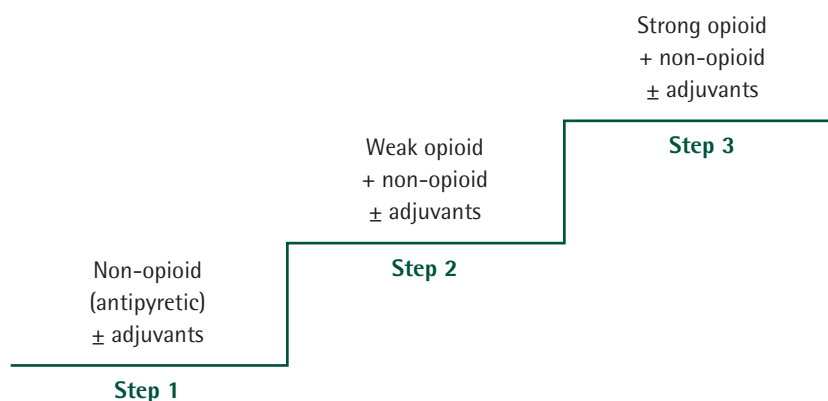 Strong opioid
+ non-opioid
± adjuvants
Step 3
Weak opioid
+ non-opioid
± adjuvants
Step 2
Non-opioid
(antipyretic)
± adjuvants
Step 1